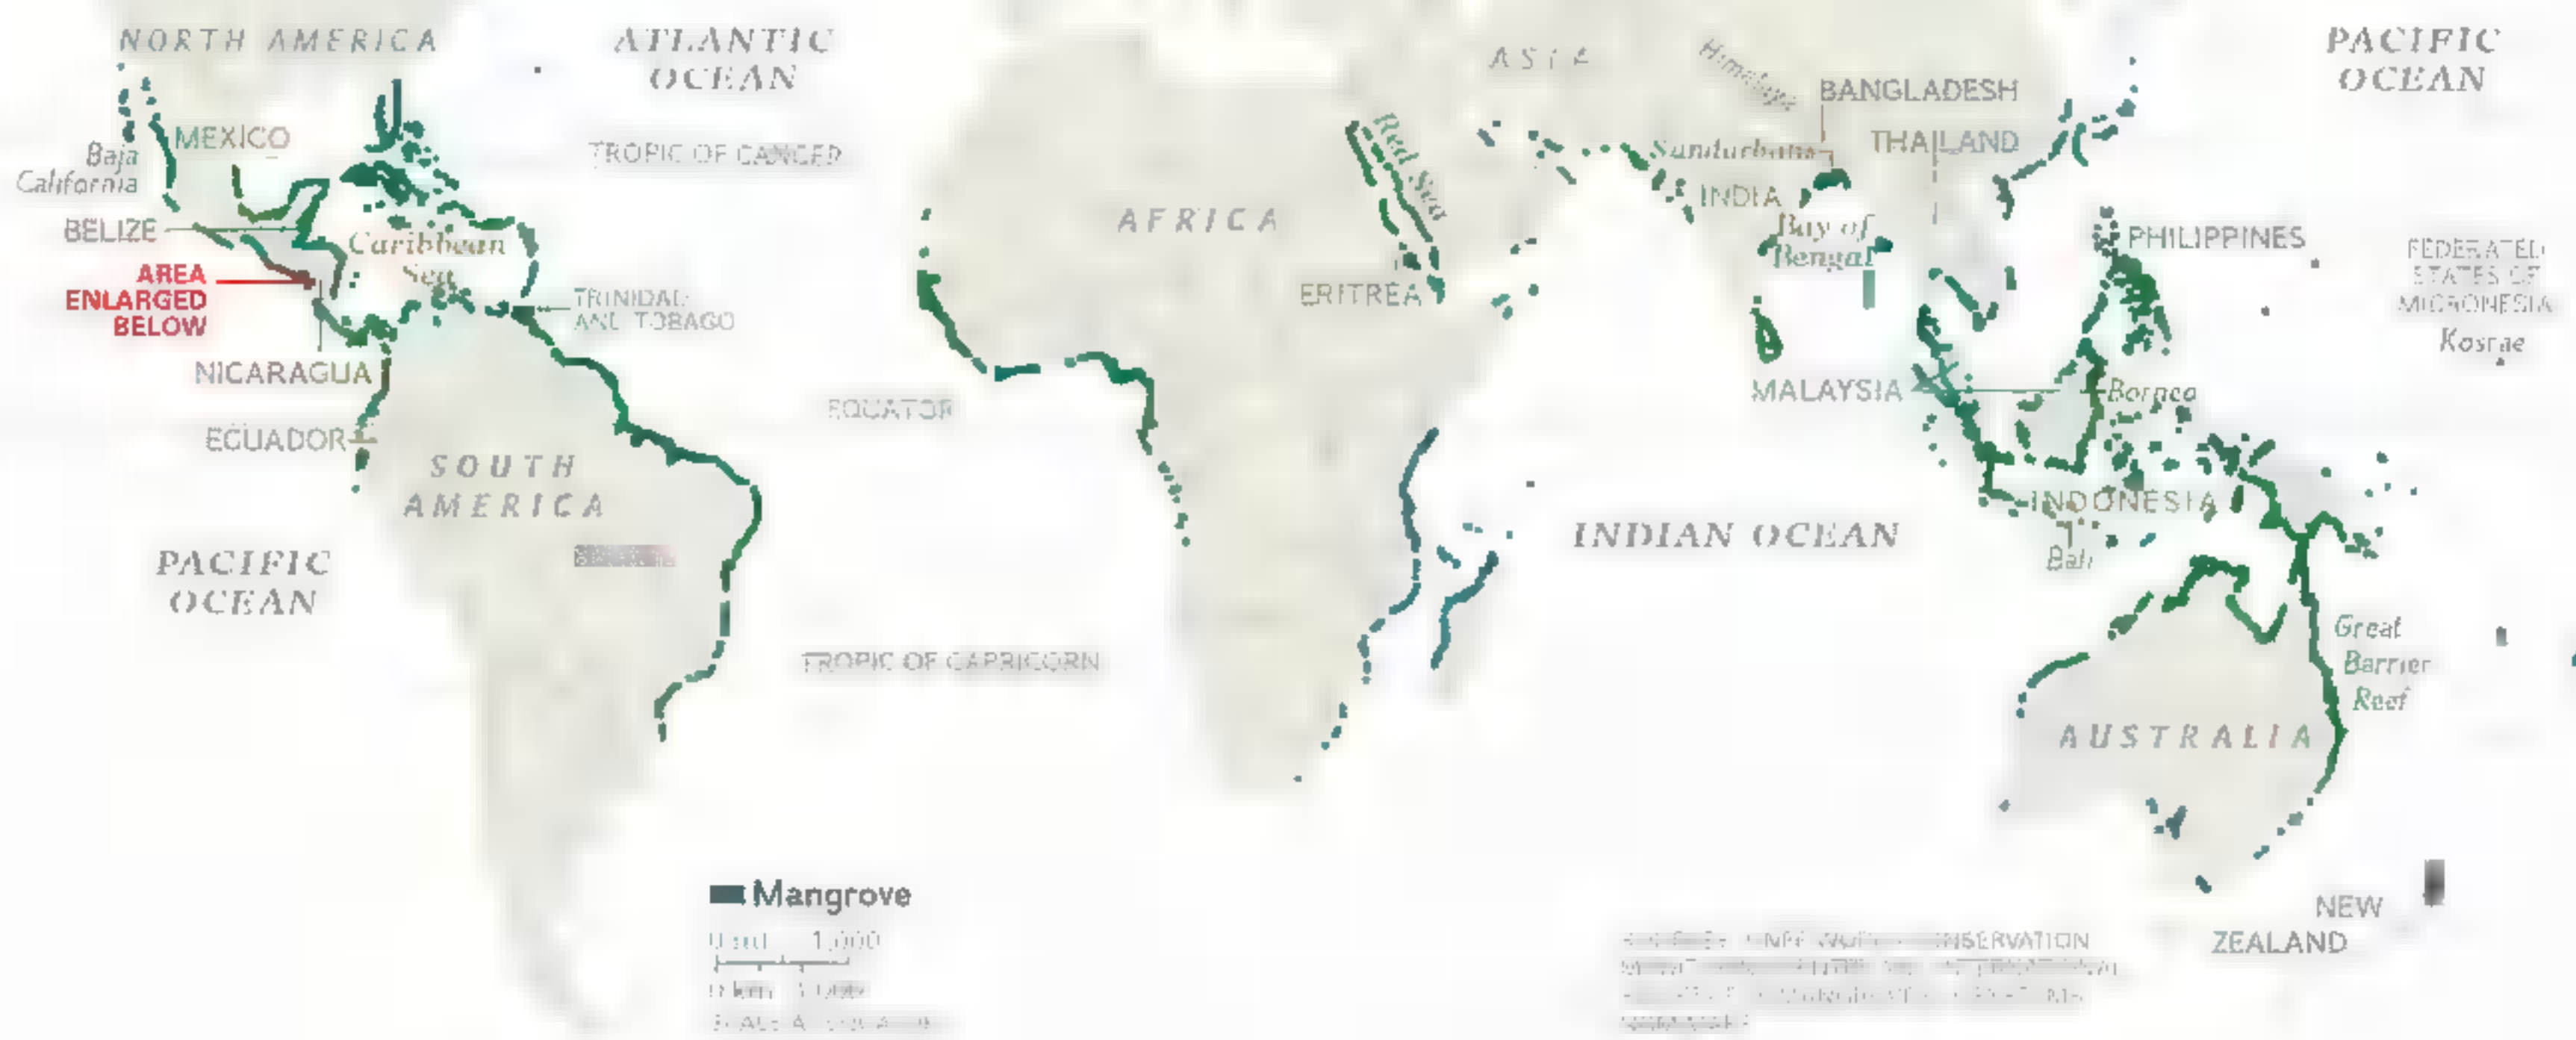 NORTH AMERICA
ATLANTIC
OCEAN
ASIA
Himalaya
BANGLADESH
PACIFIC
OCEAN
MEXICO
Baja
California
TROPIC OF CANCER
Red Sea
Sundarbans
THAILAND
INDIA
AFRICA
BELIZE
Caribbean
Sea
Bay of
Bengal
PHILIPPINES
FEDERATED
STATES OF
MICRONESIA
Kosrae
AREA
ENLARGED
BELOW
TRINIDAD
AND TOBAGO
ERITREA
NICARAGUA
MALAYSIA
Borneo
EQUATOR
ECUADOR
SOUTH
AMERICA
INDONESIA
Bali
INDIAN OCEAN
PACIFIC
OCEAN
TROPIC OF CAPRICORN
Great
Barrier
Reef
AUSTRALIA
Mangrove
1,000
NEW
ZEALAND
CONSERVATION